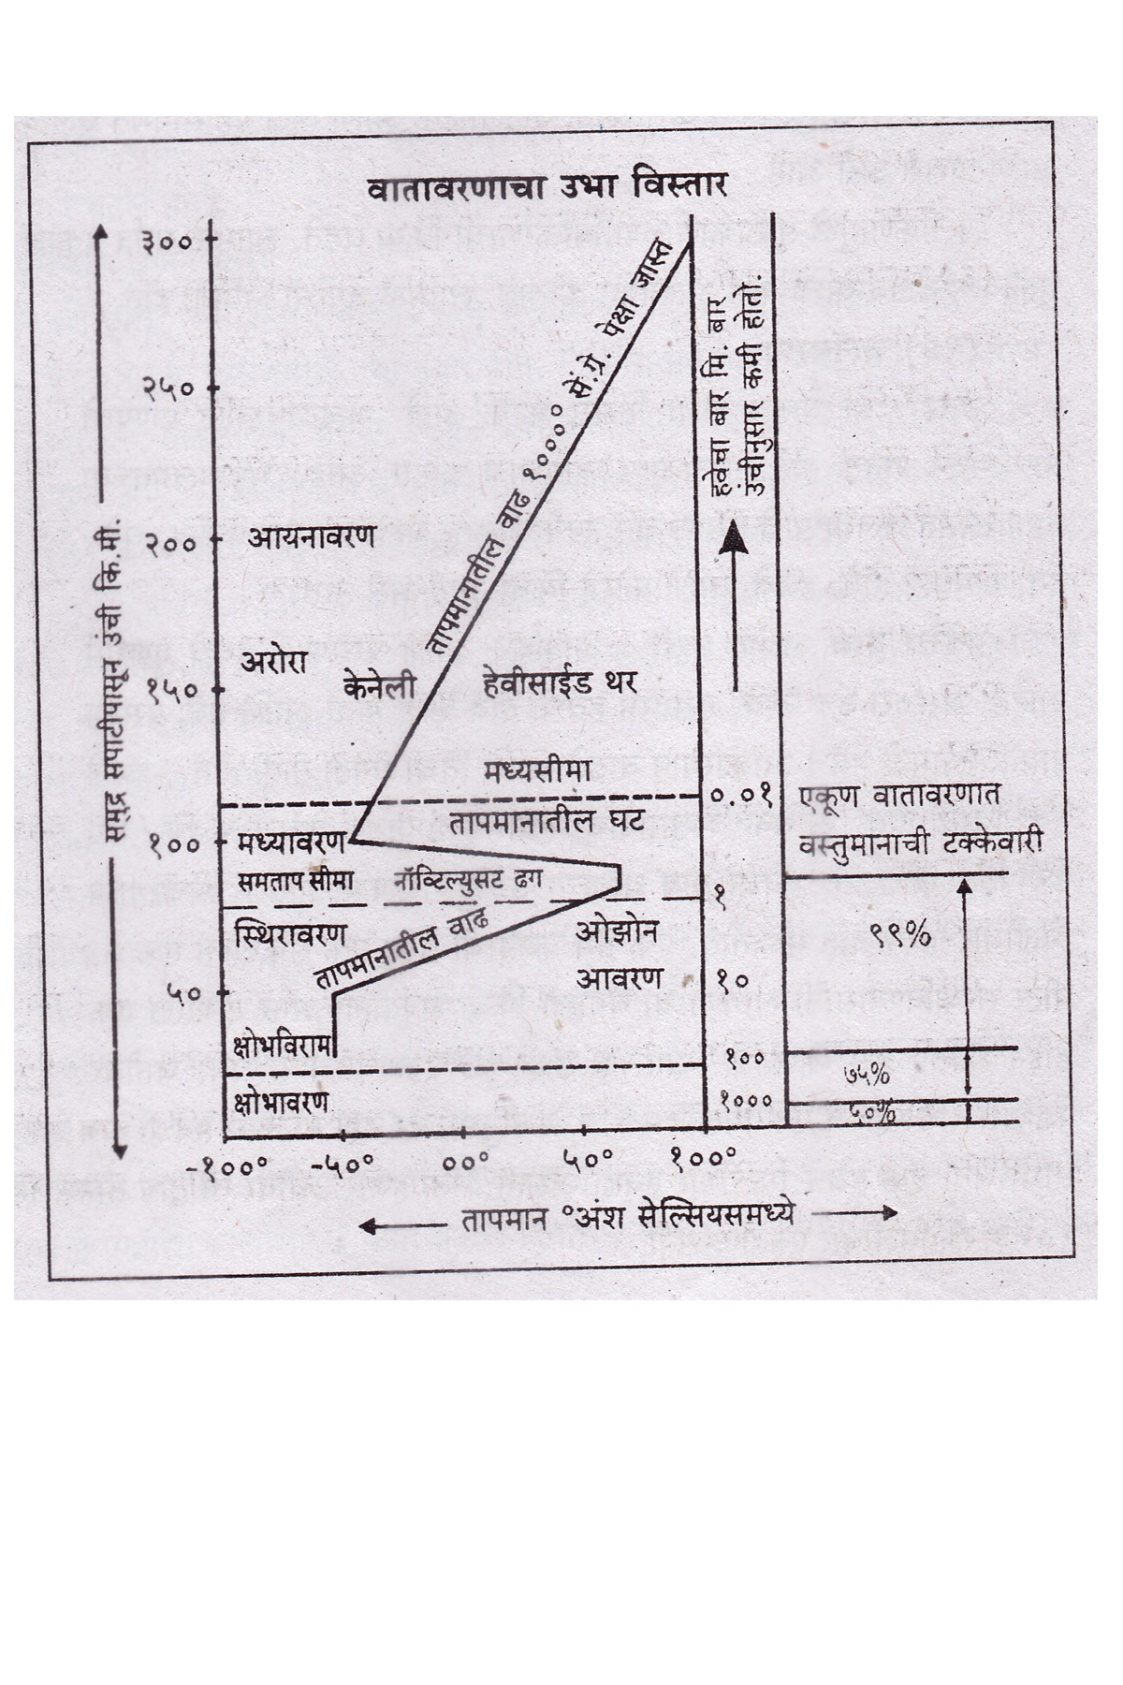 वातावरणाचा उभा विस्तार
समुद्र सपाटीपासून उंची कि.मी.
३००
२५०
२००
१५०
१००
५०
तापमानातील वाढ १०००० सें.ग्रे. पेक्षा जास्त
हवेचा बार मि. बार
उंचीनुसार कमी होतो.
आयनावरण
अरोरा
केनेली हेवीसाईड थर
मध्यसीमा
०.०१
एकूण वातावरणात
वस्तुमानाची टक्केवारी
तापमानातील घट
मध्यावरण
समताप सीमा
नॉक्टिल्युसट ढग
१
स्थिरावरण
तापमानातील वाढ
ओझोन
आवरण
९९%
१०
क्षोभविराम
१००
७५%
क्षोभावरण
१०००
५०%
-१००° -५०° ००° ५०° १००°
तापमान °अंश सेल्सियसमध्ये